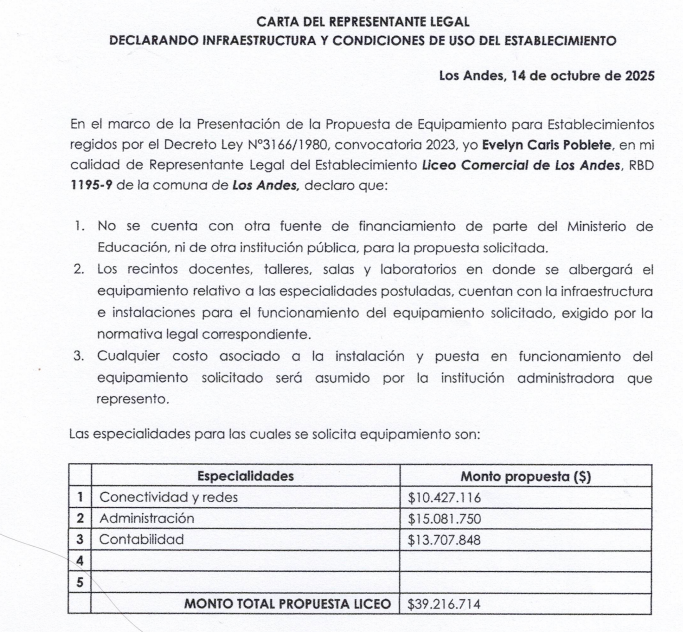 CARTA DEL REPRESENTANTE LEGAL
DECLARANDO INFRAESTRUCTURA Y CONDICIONES DE USO DEL ESTABLECIMIENTO
Los Andes, 14 de octubre de 2025
En el marco de la Presentación de la Propuesta de Equipamiento para Establecimientos
regidos por el Decreto Ley N°3166/1980, convocatoria 2023, yo Evelyn Caris Poblete, en mi
calidad de Representante Legal del Establecimiento Liceo Comercial de Los Andes, RBD
1195-9 de la comuna de Los Andes, declaro que:
1. No se cuenta con otra fuente de financiamiento de parte del Ministerio de
Educación, ni de otra institución pública, para la propuesta solicitada.
2. Los recintos docentes, talleres, salas y laboratorios en donde se albergará el
equipamiento relativo a las especialidades postuladas, cuentan con la infraestructura
e instalaciones para el funcionamiento del equipamiento solicitado, exigido por la
normativa legal correspondiente.
3. Cualquier costo asociado a la instalación y puesta en funcionamiento del
equipamiento solicitado será asumido por la institución administradora que
represento.
Las especialidades para las cuales se solicita equipamiento son:
Especialidades Monto propuesta ($)
1 Conectividad y redes $10.427.116
2 Administración $15.081.750
3 Contabilidad $13.707.848
4
5
MONTO TOTAL PROPUESTA LICEO $39.216.714